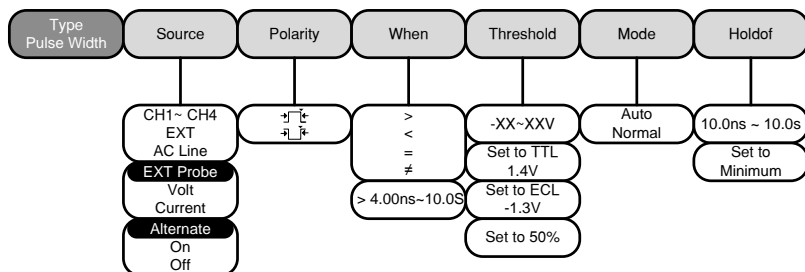 Type
Pulse Width
Source
Polarity
When
Threshold
Mode
Holdof
CH1~ CH4
EXT
AC Line
EXT Probe
Volt
Current
Alternate
On
Off
>
<
=
≠
> 4.00ns~10.0S
-XX~XXV
Set to TTL
1.4V
Set to ECL
-1.3V
Set to 50%
Auto
Normal
10.0ns ~ 10.0s
Set to
Minimum